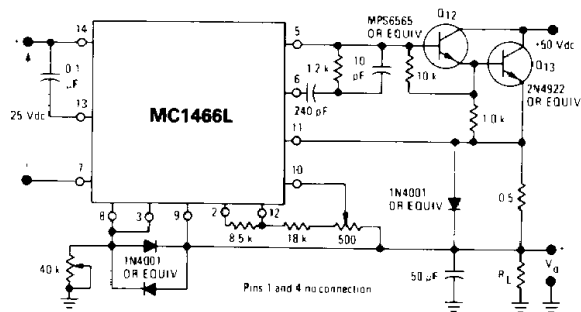 MPS6565
OR EQUIV
Q12
+50 Vdc
Q13
2N4922
OR EQUIV
14
5
0.1
µF
1.2 k
10
pF
10 k
6
240 pF
MC1466L
25 Vdc
13
11
1.0 k
7
10
1N4001
OR EQUIV
0.5
8
3
9
2
12
8.5 k
18 k
500
40 k
1N4001
OR EQUIV
50 µF
RL
Vo
Pins 1 and 4 no connection